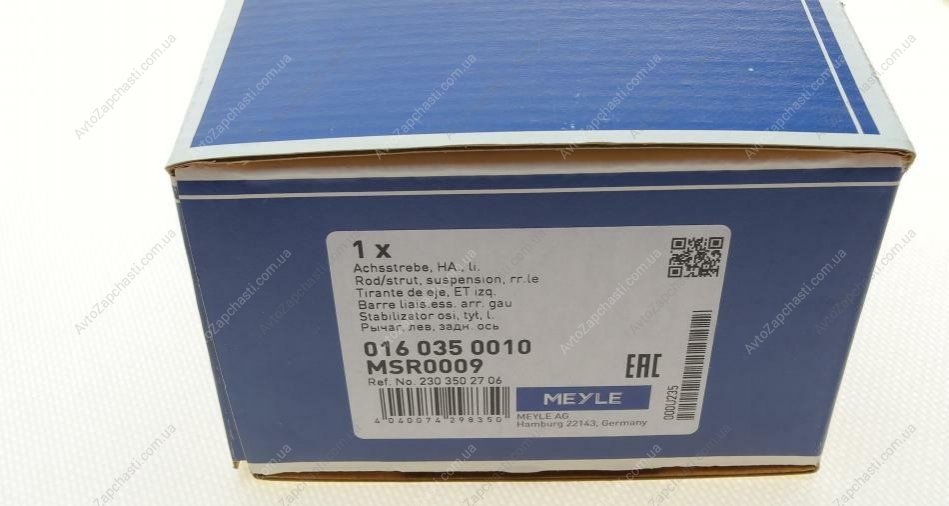 1 x
Achsstrebe, HA., li.
Rod/strut, suspension, rr.le
Tirante de eje, ET izq.
Barre liais.ess. arr. gau
Stabilizator osi, tył, l.
Рычаг, лев, задн. ось
016 035 0010
MSR0009
Ref. No. 230 350 27 06
4 040074 298350
EAC
MEYLE
MEYLE AG
Hamburg 22143, Germany
000U235
AvtoZapchasti.com.ua